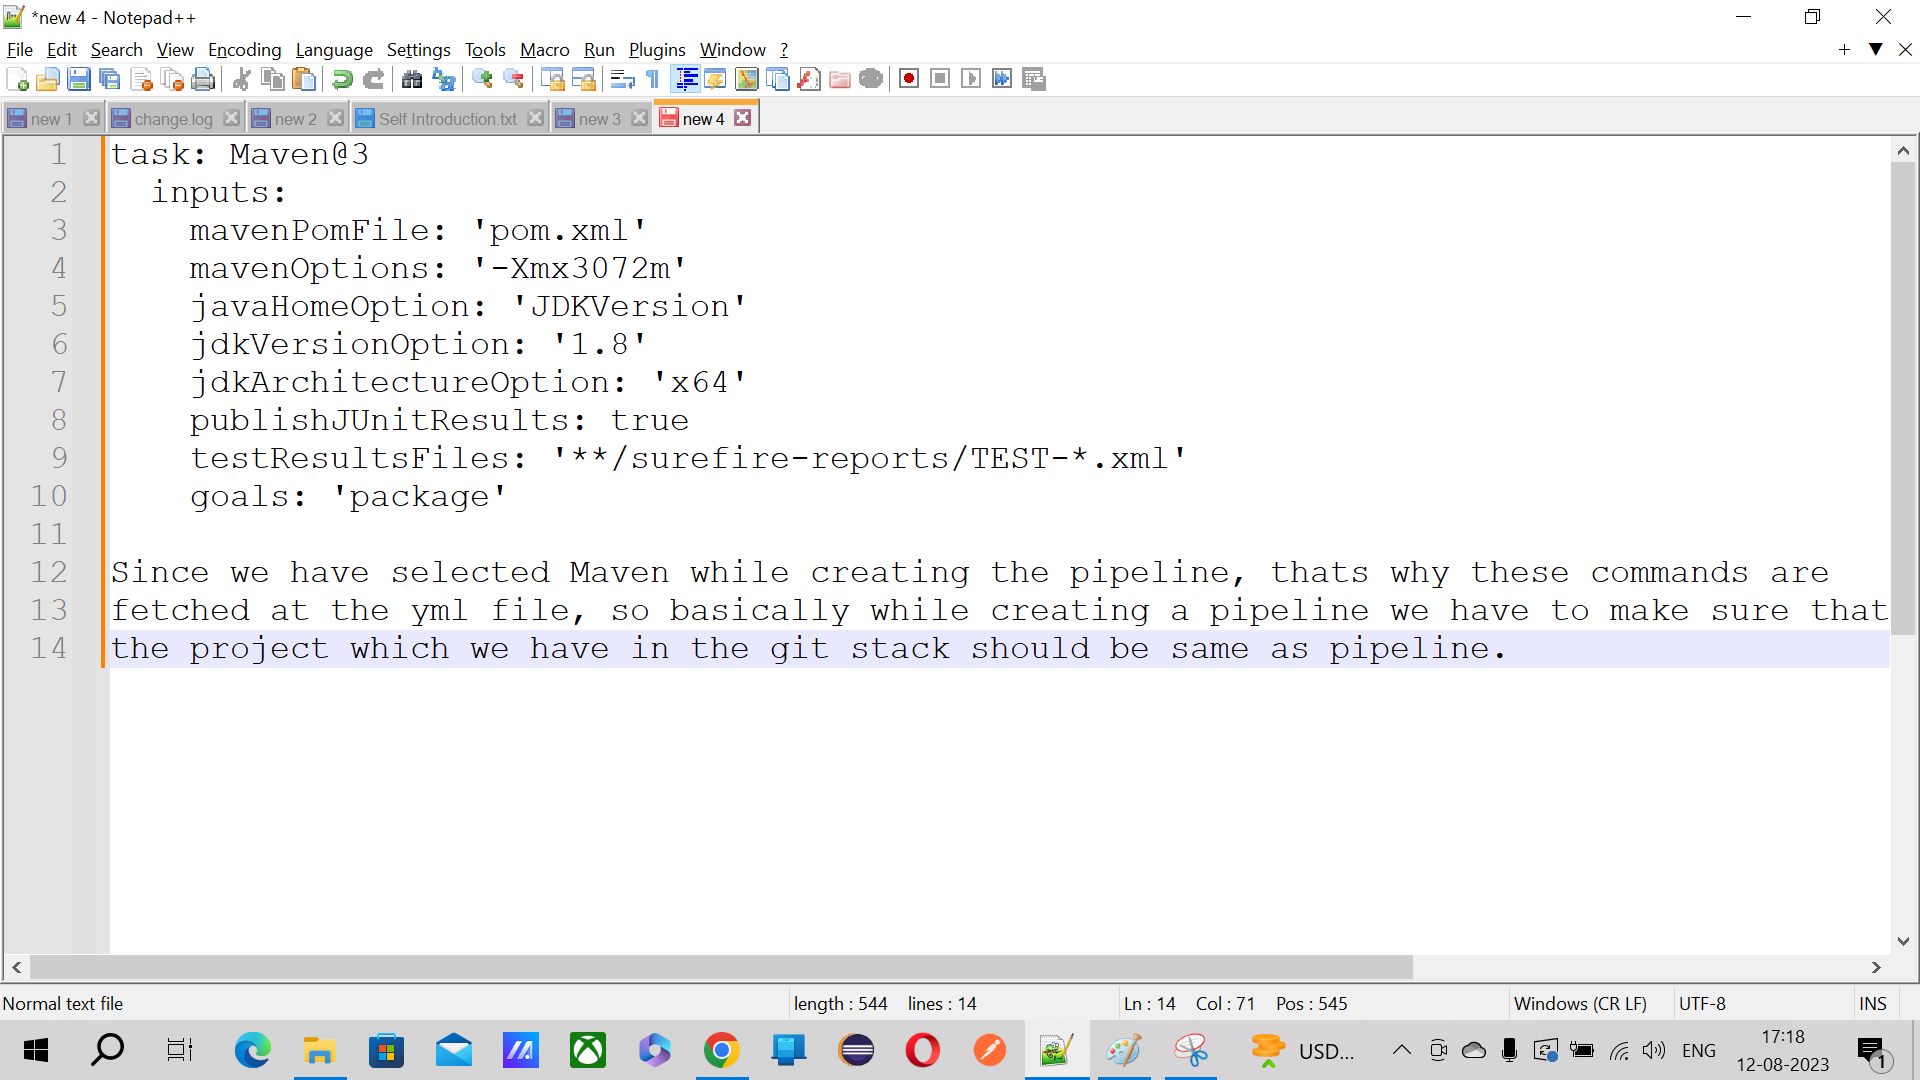 *new 4 - Notepad++
File Edit Search View Encoding Language Settings Tools Macro Run Plugins Window ?
new 1 change.log new 2 Self Introduction.txt new 3 new 4
1 task: Maven@3
2 inputs:
3 mavenPomFile: 'pom.xml'
4 mavenOptions: '-Xmx3072m'
5 javaHomeOption: 'JDKVersion'
6 jdkVersionOption: '1.8'
7 jdkArchitectureOption: 'x64'
8 publishJUnitResults: true
9 testResultsFiles: '**/surefire-reports/TEST-*.xml'
10 goals: 'package'
11
12 Since we have selected Maven while creating the pipeline, thats why these commands are
13 fetched at the yml file, so basically while creating a pipeline we have to make sure that
14 the project which we have in the git stack should be same as pipeline.
Normal text file length : 544 lines : 14 Ln : 14 Col : 71 Pos : 545 Windows (CR LF) UTF-8 INS
USD... ENG 17:18
12-08-2023 1